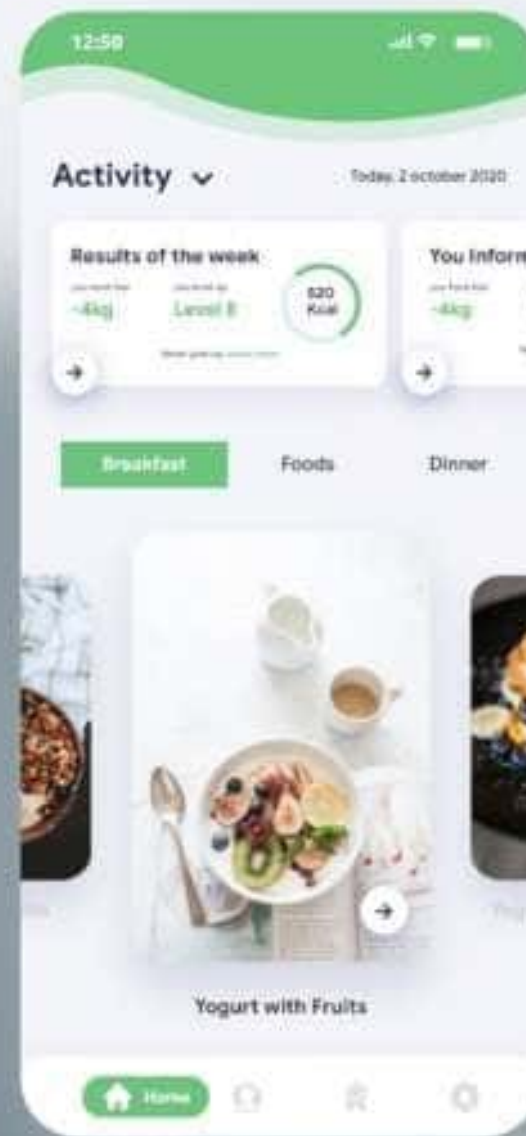 12:50
Activity
Today, 2 october 2020
Results of the week
You Inform
-4kg
Level 8
-4kg
520
Kcal
Breakfast Foods Dinner
Yogurt with Fruits
Home